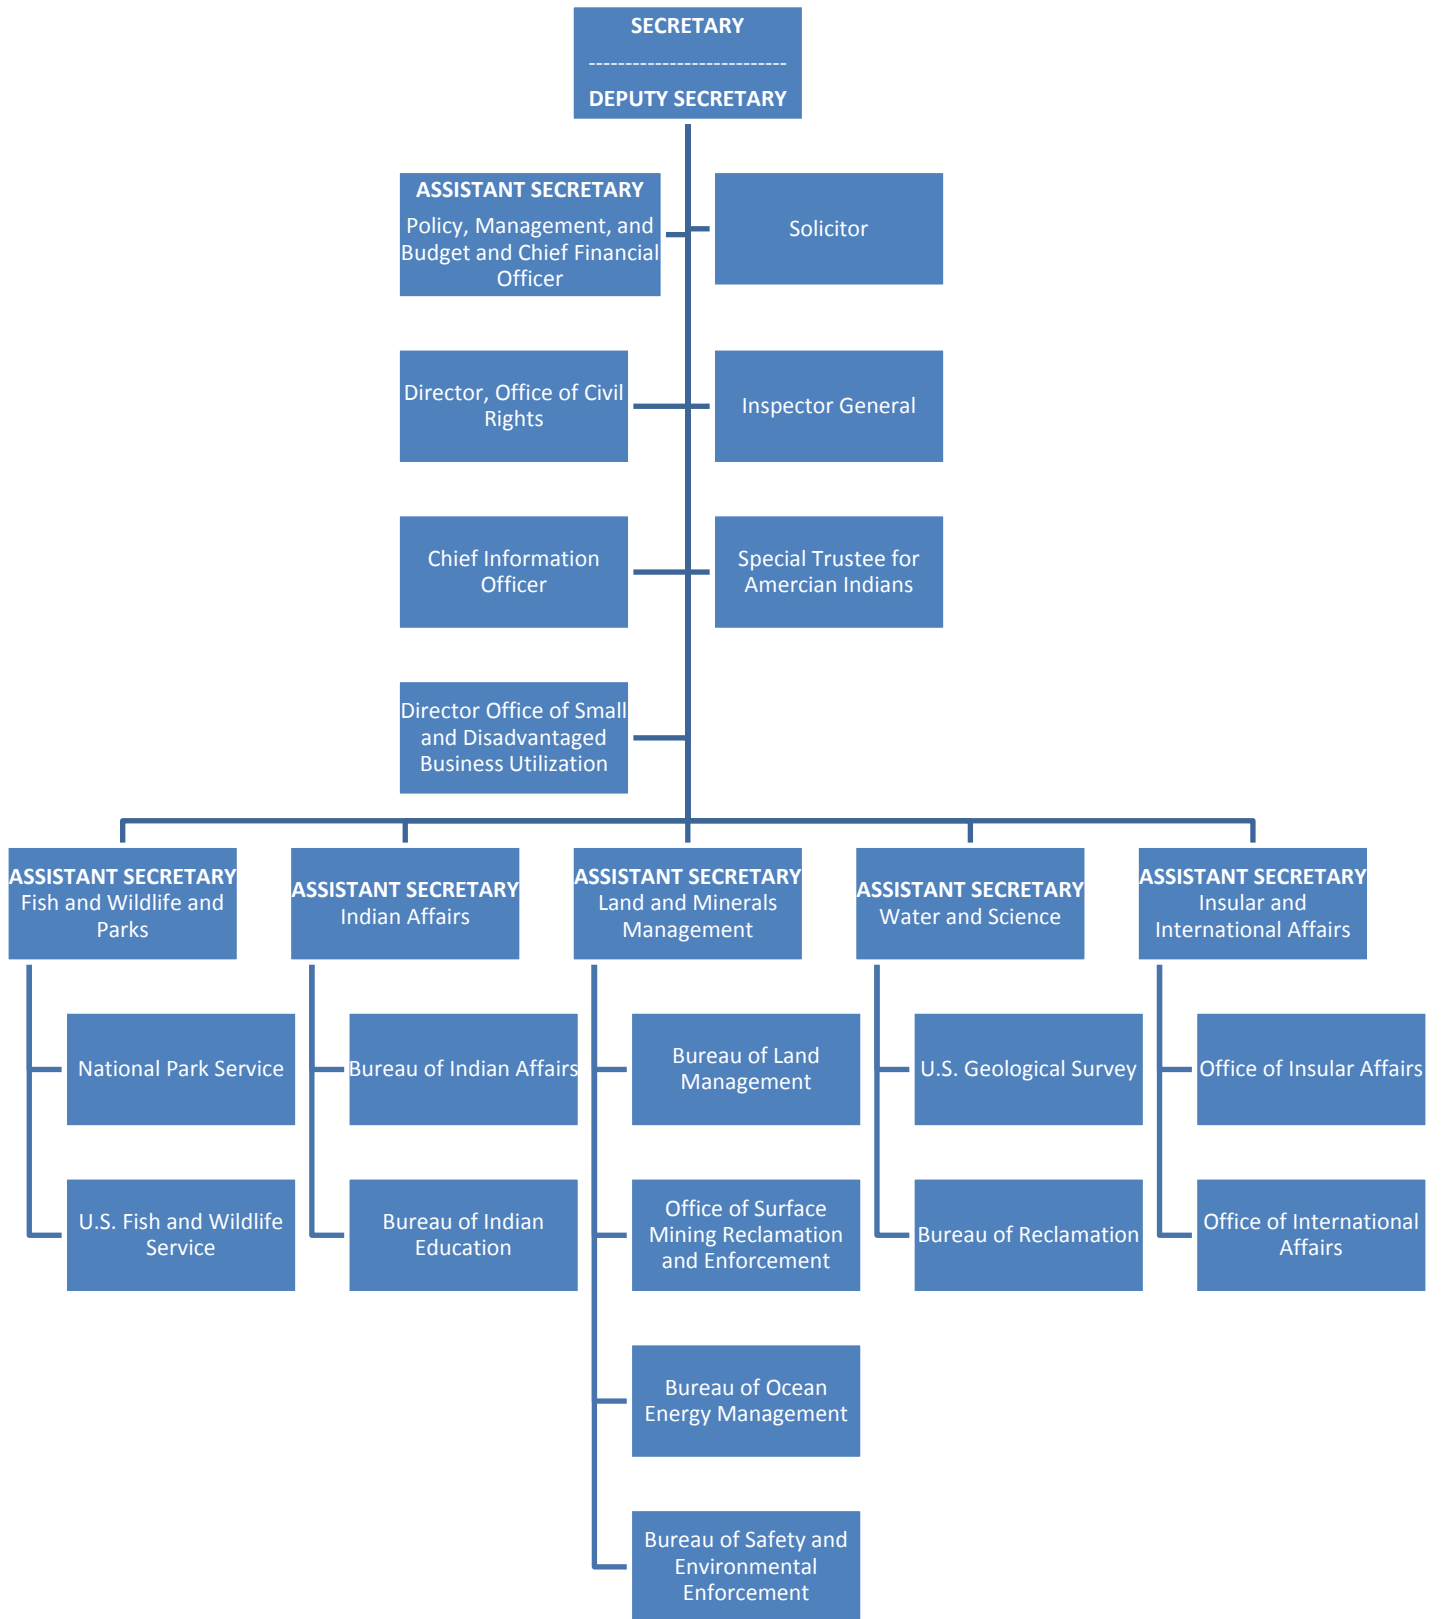 SECRETARY
---------------------------
DEPUTY SECRETARY
ASSISTANT SECRETARY
Policy, Management, and
Budget and Chief Financial
Officer
Solicitor
Director, Office of Civil
Rights
Inspector General
Chief Information
Officer
Special Trustee for
Amercian Indians
Director Office of Small
and Disadvantaged
Business Utilization
ASSISTANT SECRETARY
Fish and Wildlife and
Parks
ASSISTANT SECRETARY
Indian Affairs
ASSISTANT SECRETARY
Land and Minerals
Management
ASSISTANT SECRETARY
Water and Science
ASSISTANT SECRETARY
Insular and
International Affairs
National Park Service
Bureau of Indian Affairs
Bureau of Land
Management
U.S. Geological Survey
Office of Insular Affairs
U.S. Fish and Wildlife
Service
Bureau of Indian
Education
Office of Surface
Mining Reclamation
and Enforcement
Bureau of Reclamation
Office of International
Affairs
Bureau of Ocean
Energy Management
Bureau of Safety and
Environmental
Enforcement